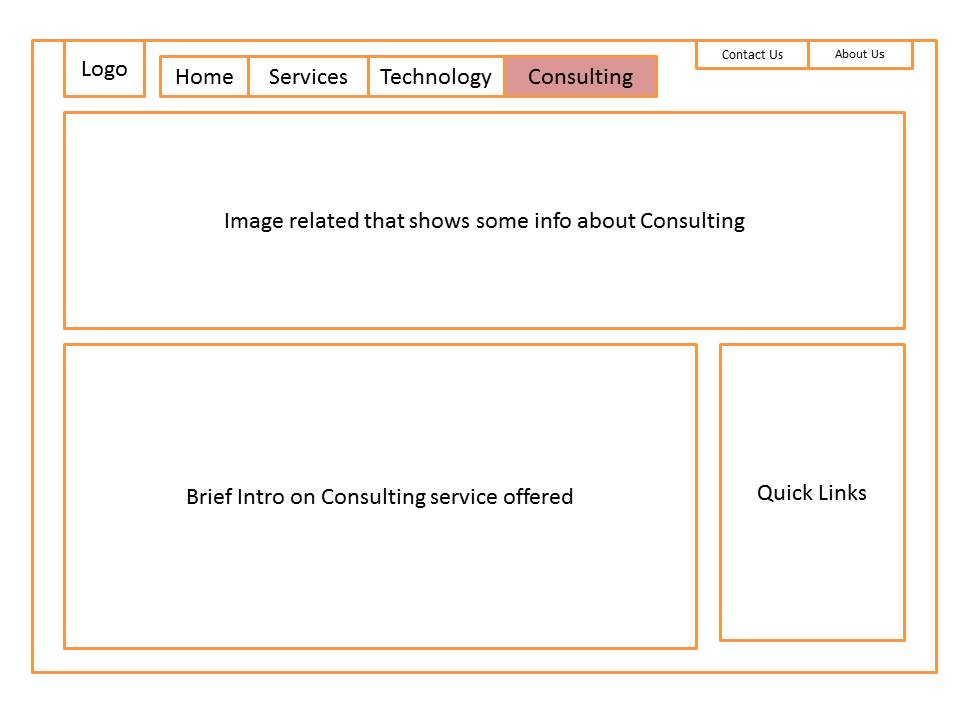 Logo
Home
Services
Technology
Consulting
Contact Us
About Us
Image related that shows some info about Consulting
Brief Intro on Consulting service offered
Quick Links